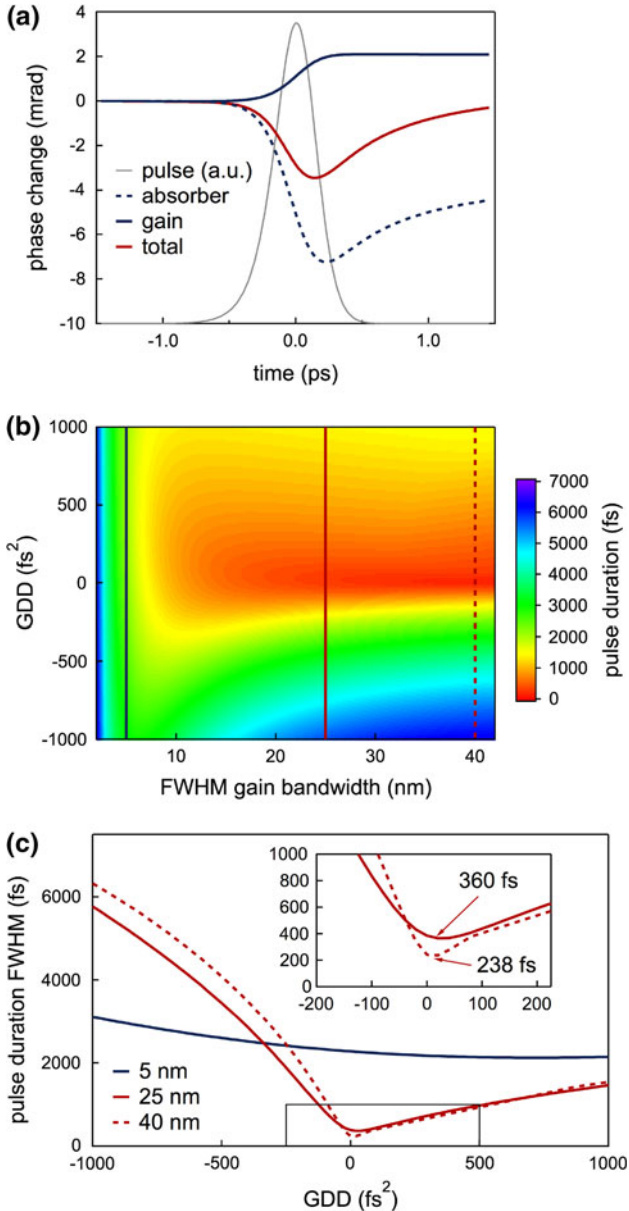 (a)
4
2
0
-2
-4
-6
-8
-10
phase change (mrad)
pulse (a.u.)
absorber
gain
total
-1.0
0.0
1.0
time (ps)
(b)
1000
500
0
-500
-1000
GDD (fs²)
10
20
30
40
FWHM gain bandwidth (nm)
7000
6000
5000
4000
3000
2000
1000
0
pulse duration (fs)
(c)
6000
4000
2000
0
pulse duration FWHM (fs)
1000
800
600
400
200
0
-200
-100
0
100
200
360 fs
238 fs
5 nm
25 nm
40 nm
-1000
-500
0
500
1000
GDD (fs²)